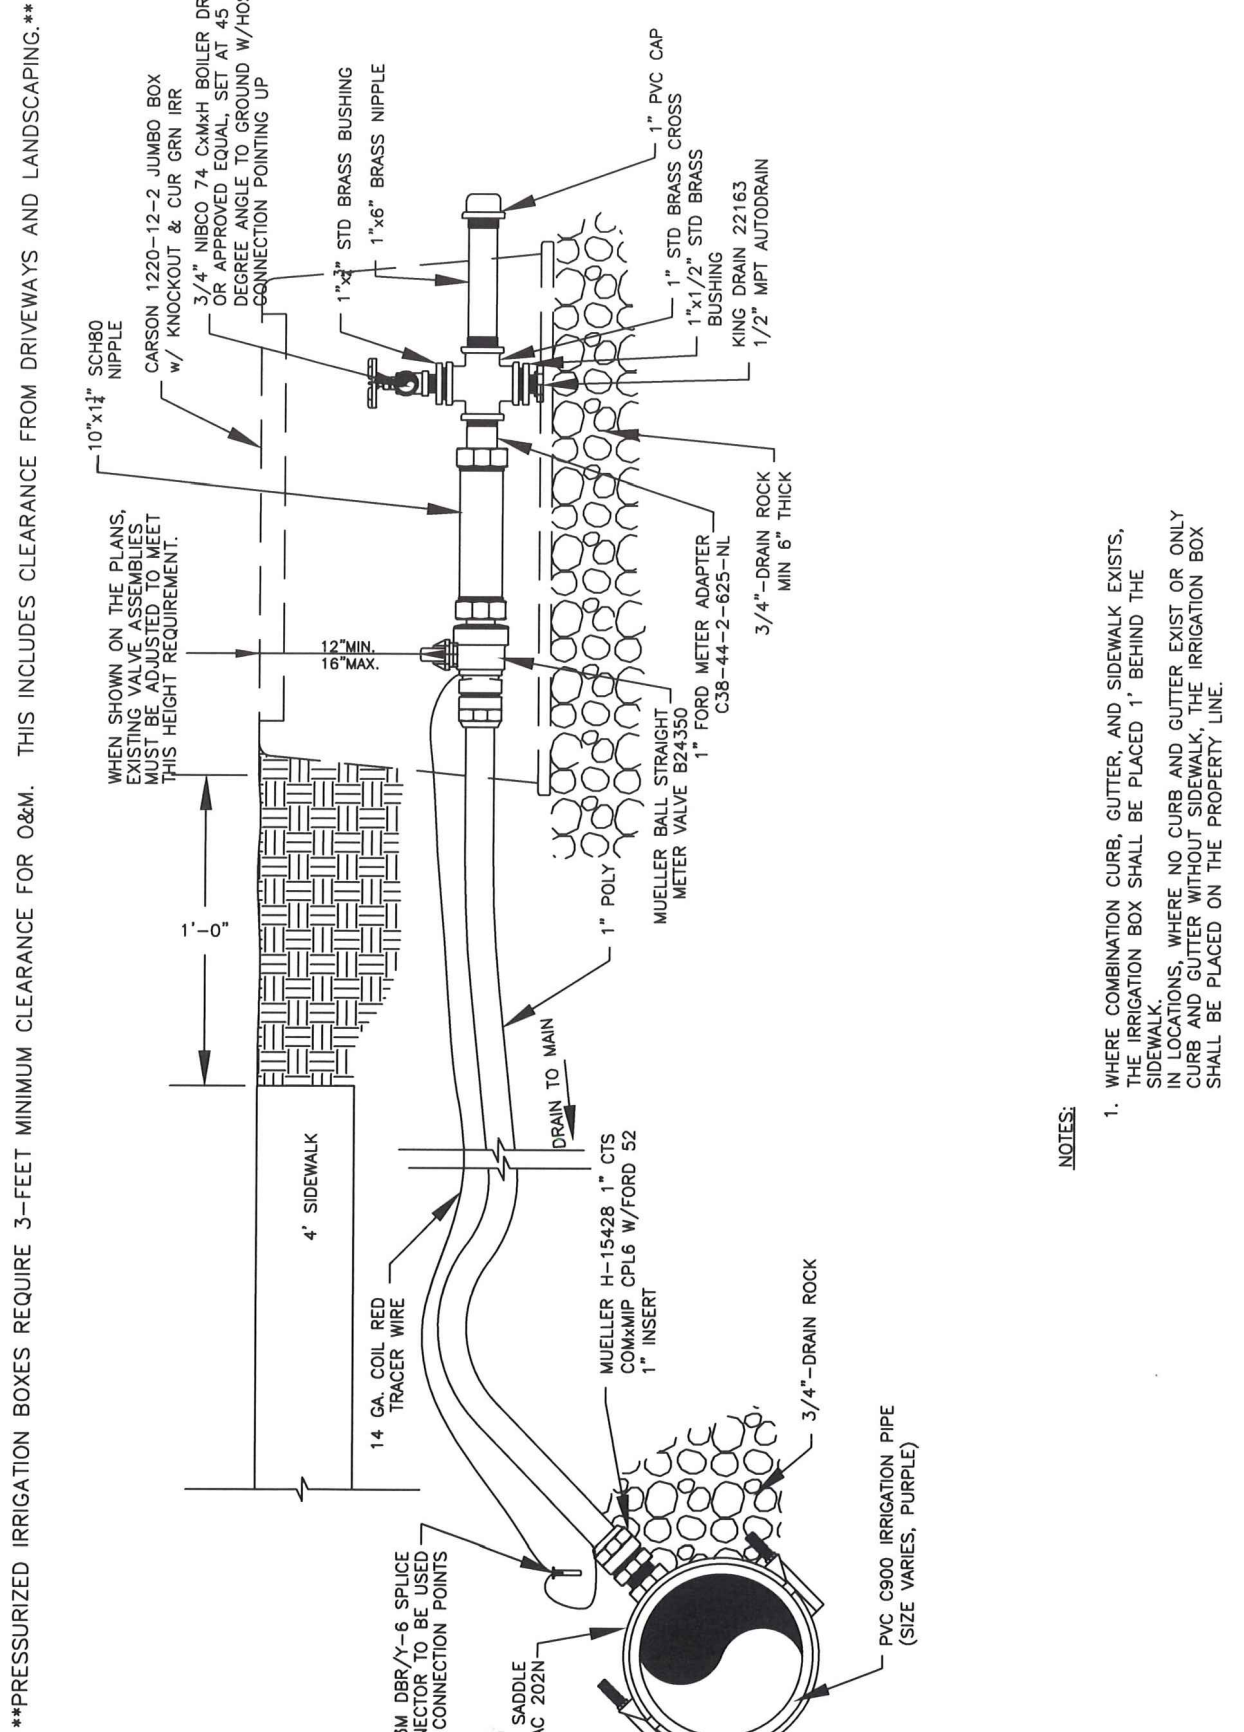 **PRESSURIZED IRRIGATION BOXES REQUIRE 3-FEET MINIMUM CLEARANCE FOR O&M. THIS INCLUDES CLEARANCE FROM DRIVEWAYS AND LANDSCAPING.**
10"x1¼" SCH80
NIPPLE
CARSON 1220-12-2 JUMBO BOX
w/ KNOCKOUT & CUR GRN IRR
3/4" NIBCO 74 CxMxH BOILER DR
OR APPROVED EQUAL, SET AT 45
DEGREE ANGLE TO GROUND W/HOS
CONNECTION POINTING UP
WHEN SHOWN ON THE PLANS,
EXISTING VALVE ASSEMBLIES
MUST BE ADJUSTED TO MEET
THIS HEIGHT REQUIREMENT.
1'-0"
12"MIN.
16"MAX.
1"x¾" STD BRASS BUSHING
1"x6" BRASS NIPPLE
4' SIDEWALK
14 GA. COIL RED
TRACER WIRE
3M DBR/Y-6 SPLICE
NECTOR TO BE USED
CONNECTION POINTS
SADDLE
AC 202N
DRAIN TO MAIN
MUELLER H-15428 1" CTS
COMxMIP CPL6 W/FORD 52
1" INSERT
1" POLY
MUELLER BALL STRAIGHT
METER VALVE B24350
1" FORD METER ADAPTER
C38-44-2-625-NL
3/4"-DRAIN ROCK
MIN 6" THICK
1" PVC CAP
1" STD BRASS CROSS
1"x1/2" STD BRASS
BUSHING
KING DRAIN 22163
1/2" MPT AUTODRAIN
3/4"-DRAIN ROCK
PVC C900 IRRIGATION PIPE
(SIZE VARIES, PURPLE)
NOTES:
1. WHERE COMBINATION CURB, GUTTER, AND SIDEWALK EXISTS,
THE IRRIGATION BOX SHALL BE PLACED 1' BEHIND THE
SIDEWALK.
IN LOCATIONS, WHERE NO CURB AND GUTTER EXIST OR ONLY
CURB AND GUTTER WITHOUT SIDEWALK, THE IRRIGATION BOX
SHALL BE PLACED ON THE PROPERTY LINE.